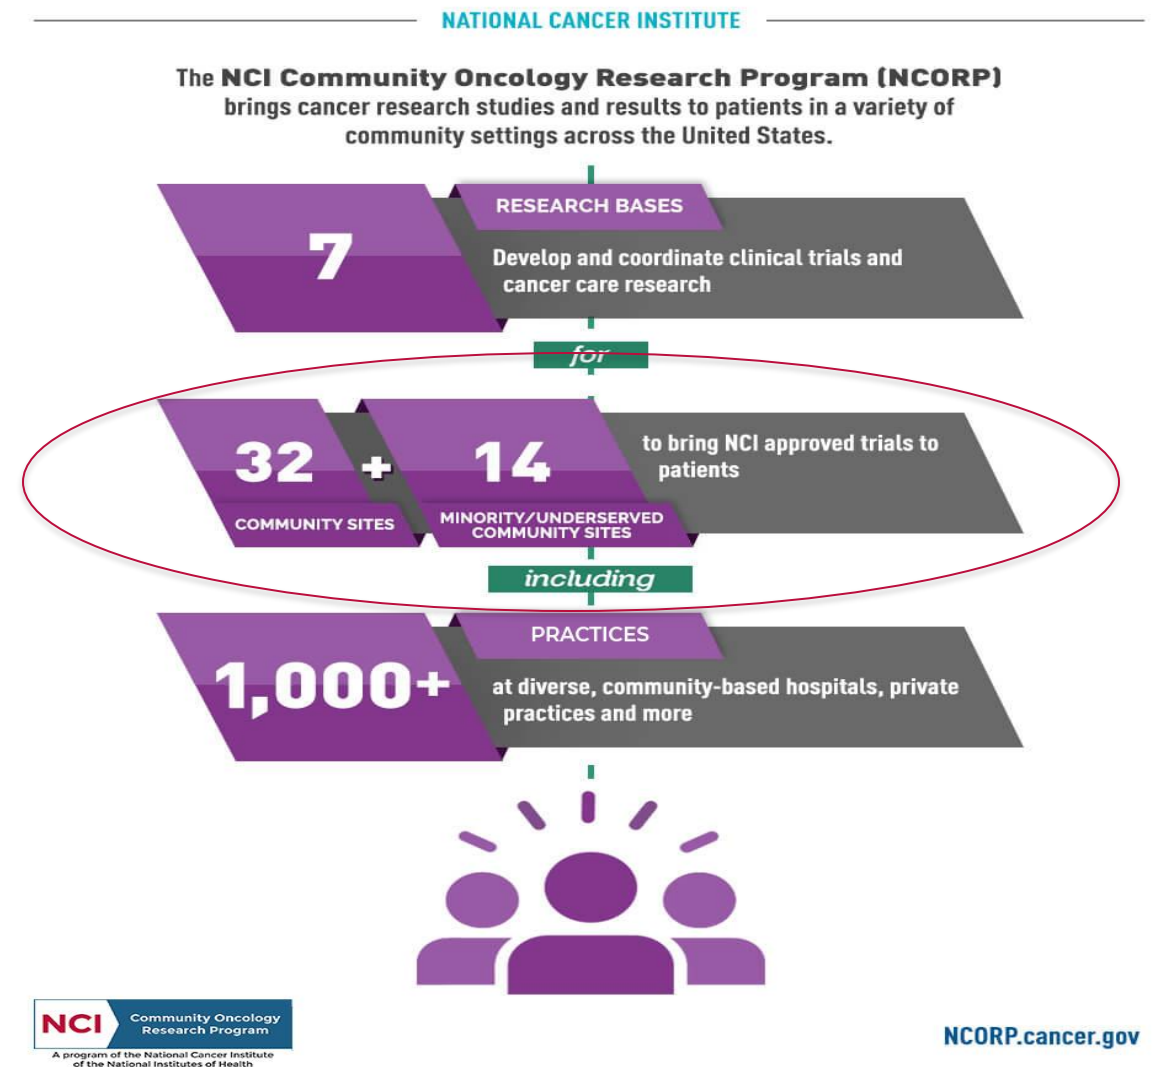 NATIONAL CANCER INSTITUTE
The NCI Community Oncology Research Program (NCORP)
brings cancer research studies and results to patients in a variety of
community settings across the United States.
7
RESEARCH BASES
Develop and coordinate clinical trials and
cancer care research
for
32
+
14
COMMUNITY SITES
MINORITY/UNDERSERVED
COMMUNITY SITES
to bring NCI approved trials to
patients
including
1,000+
PRACTICES
at diverse, community-based hospitals, private
practices and more
NCI
Community Oncology
Research Program
A program of the National Cancer Institute
of the National Institutes of Health
NCORP.cancer.gov